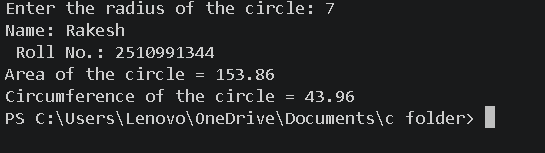 Enter the radius of the circle: 7
Name: Rakesh
 Roll No.: 2510991344
Area of the circle = 153.86
Circumference of the circle = 43.96
PS C:\Users\Lenovo\OneDrive\Documents\c folder>